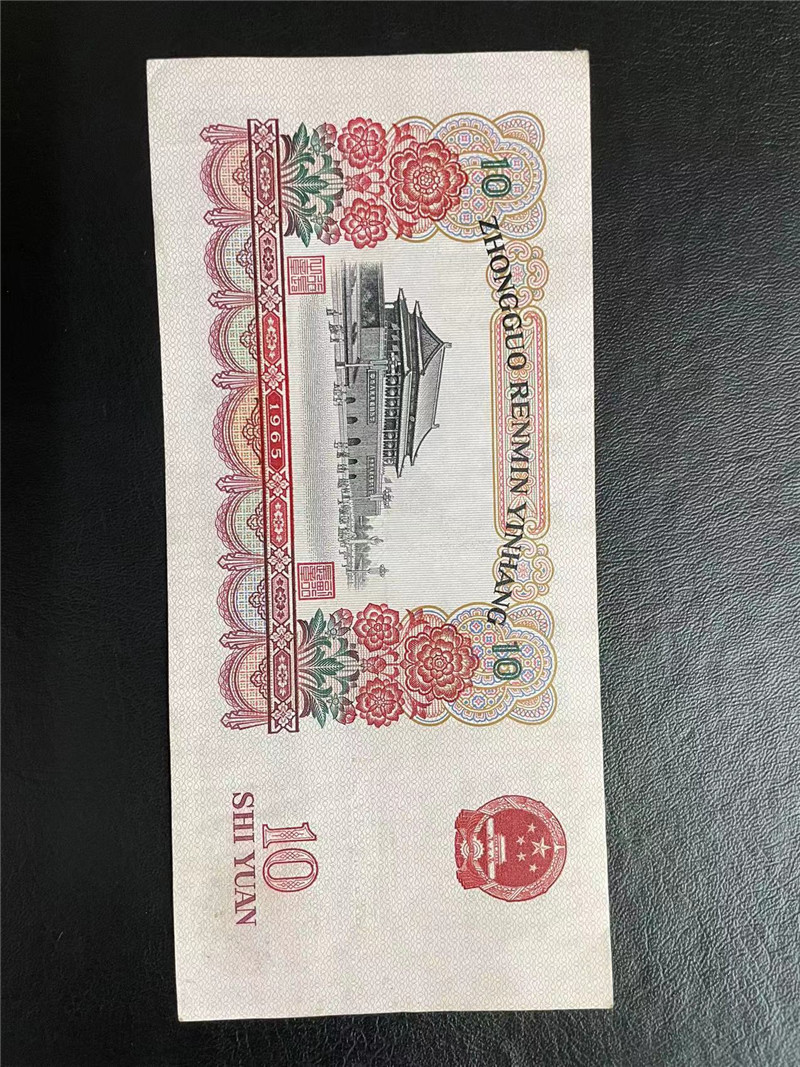 10 ZHONGGUO RENMIN YINHANG 10
1965
10
SHI YUAN